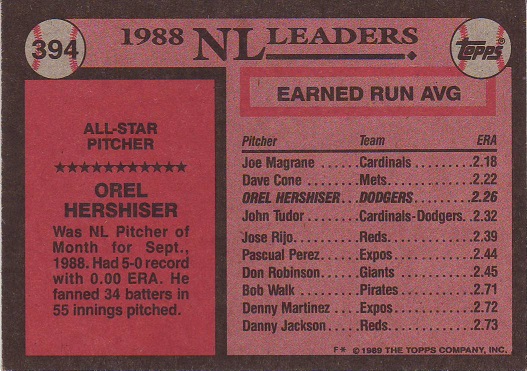 394
1988 NL LEADERS
Topps®
ALL-STAR
PITCHER
★★★★★★★★★★★
OREL
HERSHISER
Was NL Pitcher of
Month for Sept.,
1988. Had 5-0 record
with 0.00 ERA. He
fanned 34 batters in
55 innings pitched.
EARNED RUN AVG
Pitcher Team ERA
Joe Magrane ..... Cardinals ........ 2.18
Dave Cone ....... Mets ............ 2.22
OREL HERSHISER .. DODGERS ......... 2.26
John Tudor ...... Cardinals-Dodgers . 2.32
Jose Rijo ....... Reds ............ 2.39
Pascual Perez ... Expos ........... 2.44
Don Robinson .... Giants .......... 2.45
Bob Walk ........ Pirates ......... 2.71
Denny Martinez .. Expos ........... 2.72
Danny Jackson ... Reds ............ 2.73
F* © 1989 THE TOPPS COMPANY, INC.